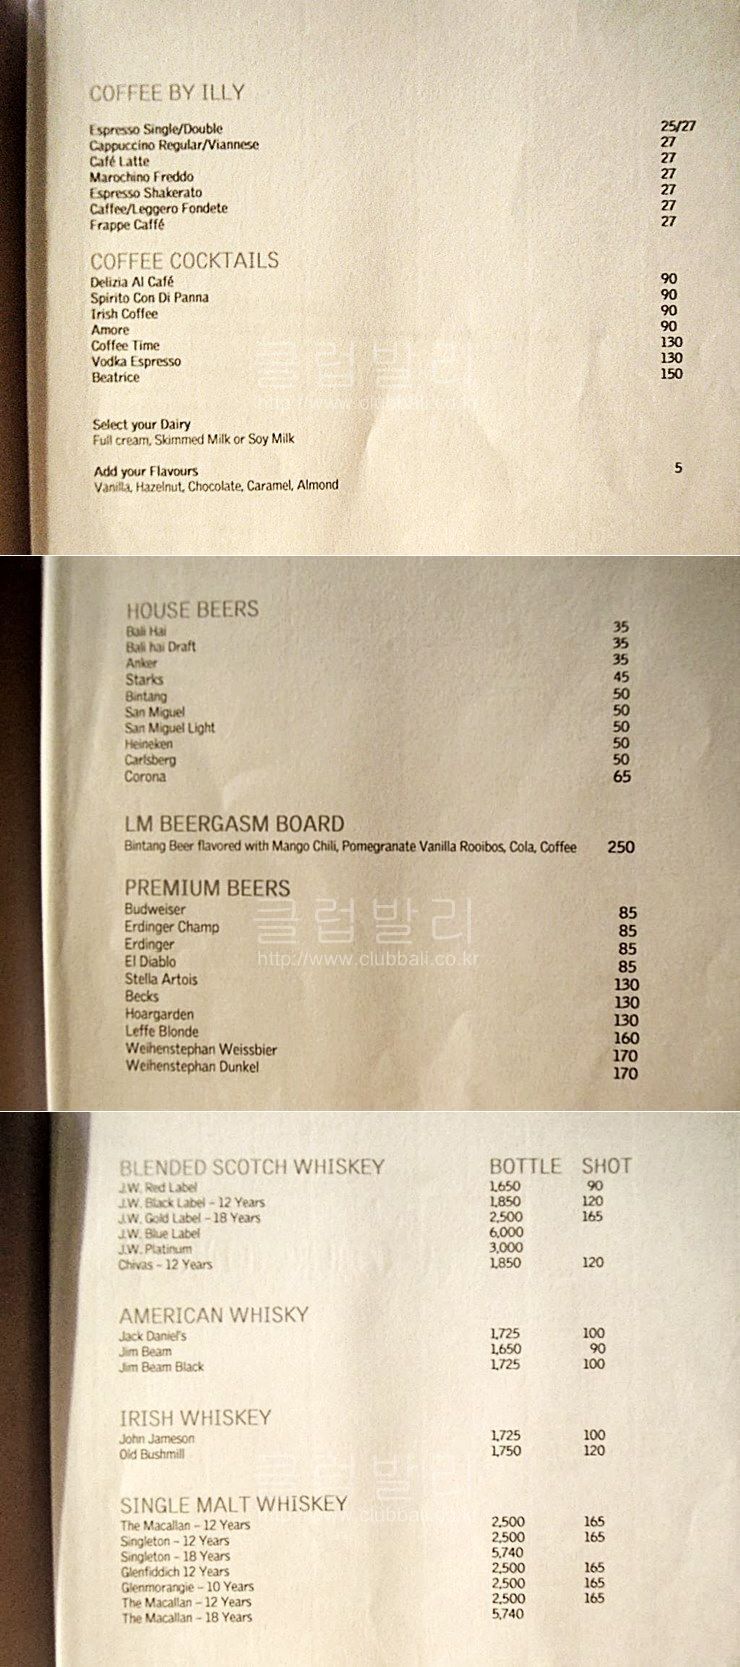 COFFEE BY ILLY
Espresso Single/Double 25/27
Cappuccino Regular/Viannese 27
Café Latte 27
Marochino Freddo 27
Espresso Shakerato 27
Caffee/Leggero Fondete 27
Frappe Caffé 27
COFFEE COCKTAILS
Delizia Al Café 90
Spirito Con Di Panna 90
Irish Coffee 90
Amore 90
Coffee Time 130
Vodka Espresso 130
Beatrice 150
클럽발리
http://www.clubbali.co.kr
Select your Dairy
Full cream, Skimmed Milk or Soy Milk
Add your Flavours 5
Vanilla, Hazelnut, Chocolate, Caramel, Almond
HOUSE BEERS
Bali Hai 35
Bali hai Draft 35
Anker 35
Starks 45
Bintang 50
San Miguel 50
San Miguel Light 50
Heineken 50
Carlsberg 50
Corona 65
LM BEERGASM BOARD
Bintang Beer flavored with Mango Chili, Pomegranate Vanilla Rooibos, Cola, Coffee 250
PREMIUM BEERS
Budweiser 85
Erdinger Champ 85
Erdinger 85
El Diablo 85
Stella Artois 130
Becks 130
Hoargarden 130
Leffe Blonde 160
Weihenstephan Weissbier 170
Weihenstephan Dunkel 170
클럽발리
http://www.clubbali.co.kr
BLENDED SCOTCH WHISKEY BOTTLE SHOT
J.W. Red Label 1,650 90
J.W. Black Label - 12 Years 1,850 120
J.W. Gold Label - 18 Years 2,500 165
J.W. Blue Label 6,000
J.W. Platinum 3,000
Chivas - 12 Years 1,850 120
AMERICAN WHISKY
Jack Daniel's 1,725 100
Jim Beam 1,650 90
Jim Beam Black 1,725 100
IRISH WHISKEY
John Jameson 1,725 100
Old Bushmill 1,750 120
클럽발리
http://www.clubbali.co.kr
SINGLE MALT WHISKEY
The Macallan - 12 Years 2,500 165
Singleton - 12 Years 2,500 165
Singleton - 18 Years 5,740
Glenfiddich 12 Years 2,500 165
Glenmorangie - 10 Years 2,500 165
The Macallan - 12 Years 2,500 165
The Macallan - 18 Years 5,740